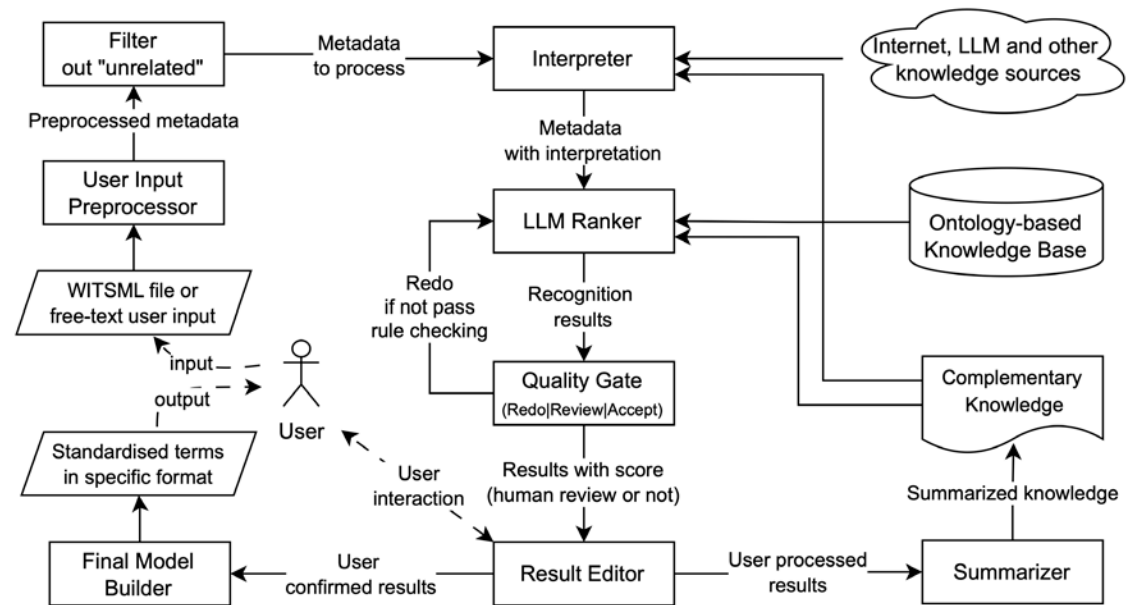 Filter
out "unrelated"
Metadata
to process
Interpreter
Internet, LLM and other
knowledge sources
Preprocessed metadata
Metadata
with interpretation
User Input
Preprocessor
LLM Ranker
Ontology-based
Knowledge Base
WITSML file or
free-text user input
Redo
if not pass
rule checking
Recognition
results
input
output
User
Quality Gate
(Redo|Review|Accept)
Complementary
Knowledge
Standardised terms
in specific format
User
interaction
Results with score
(human review or not)
Summarized knowledge
Final Model
Builder
User
confirmed results
Result Editor
User processed
results
Summarizer